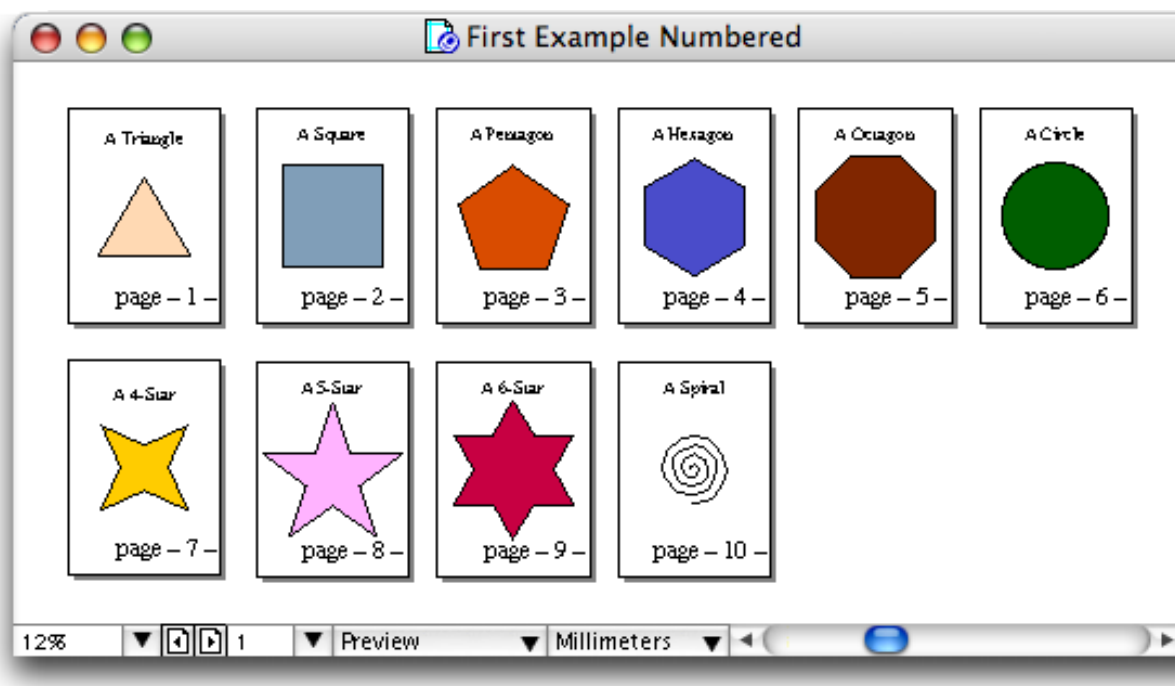 First Example Numbered
A Triangle
A Square
A Pentagon
A Hexagon
A Octagon
A Circle
page – 1 –
page – 2 –
page – 3 –
page – 4 –
page – 5 –
page – 6 –
A 4-Star
A 5-Star
A 6-Star
A Spiral
page – 7 –
page – 8 –
page – 9 –
page – 10 –
12%
1
Preview
Millimeters